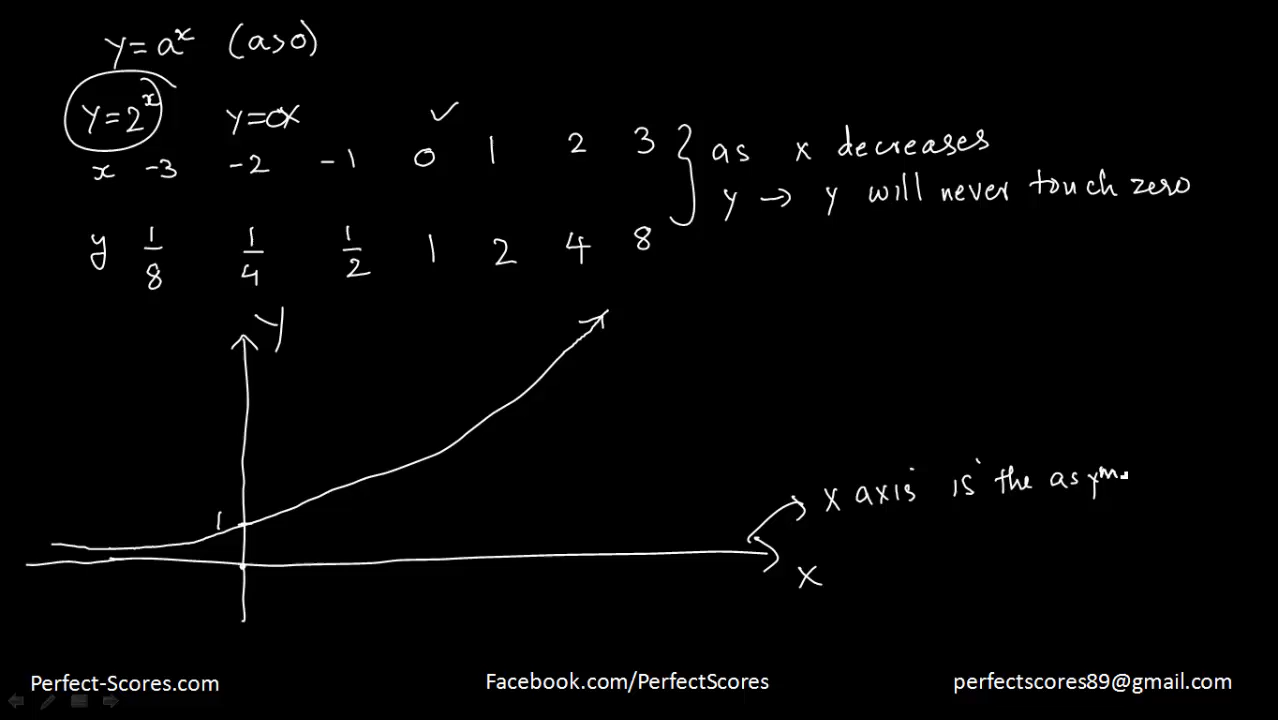 y = aˣ (a>0)
y = 2ˣ y = αx
x -3 -2 -1 0 1 2 3
y 1/8 1/4 1/2 1 2 4 8
as x decreases
y → y will never touch zero
Y
1
x axis is the asym
X
Perfect-Scores.com
Facebook.com/PerfectScores
perfectscores89@gmail.com